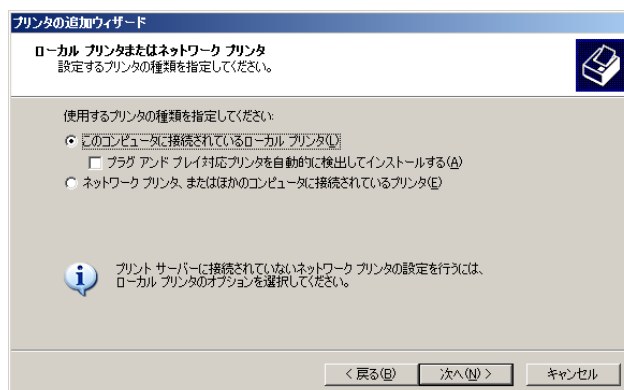 プリンタの追加ウィザード
ローカル プリンタまたはネットワーク プリンタ
設定するプリンタの種類を指定してください。
使用するプリンタの種類を指定してください:
このコンピュータに接続されているローカル プリンタ(L)
プラグ アンド プレイ対応プリンタを自動的に検出してインストールする(A)
ネットワーク プリンタ、またはほかのコンピュータに接続されているプリンタ(E)
プリント サーバーに接続されていないネットワーク プリンタの設定を行うには、
ローカル プリンタのオプションを選択してください。
< 戻る(B)
次へ(N) >
キャンセル